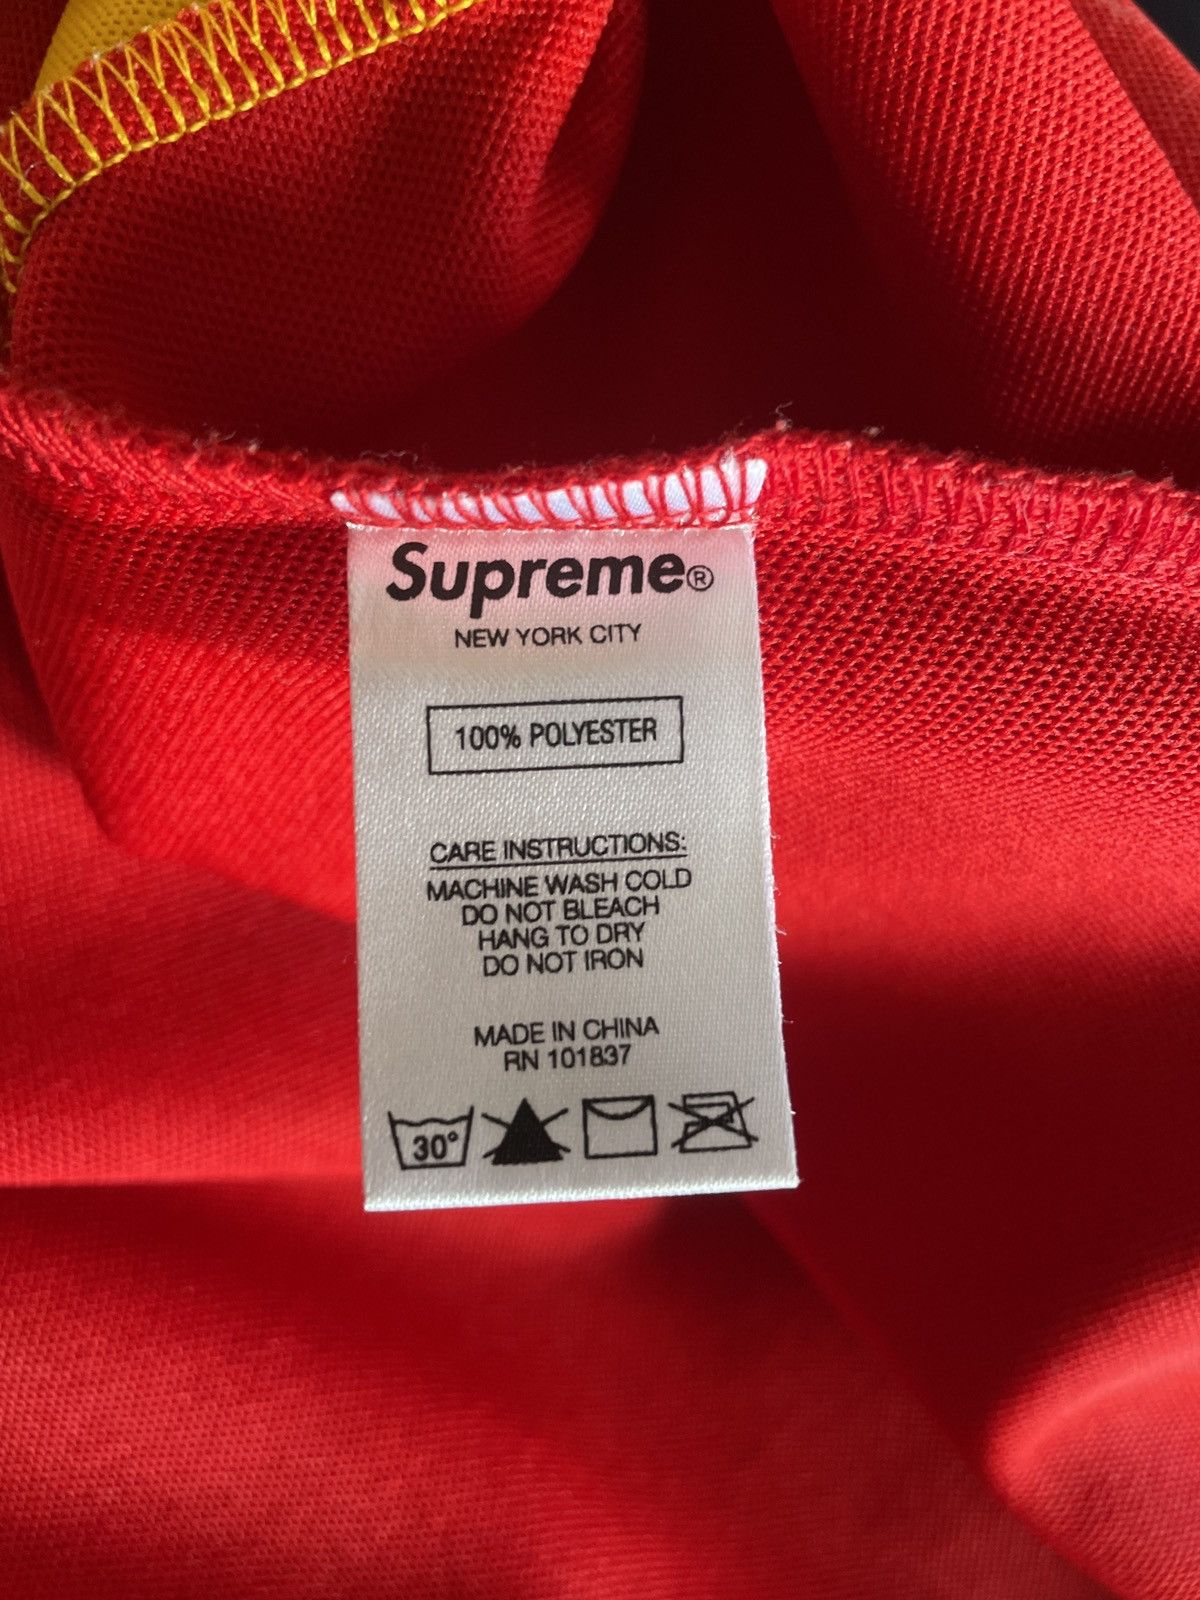 Supreme®
NEW YORK CITY
100% POLYESTER
CARE INSTRUCTIONS:
MACHINE WASH COLD
DO NOT BLEACH
HANG TO DRY
DO NOT IRON
MADE IN CHINA
RN 101837
30°